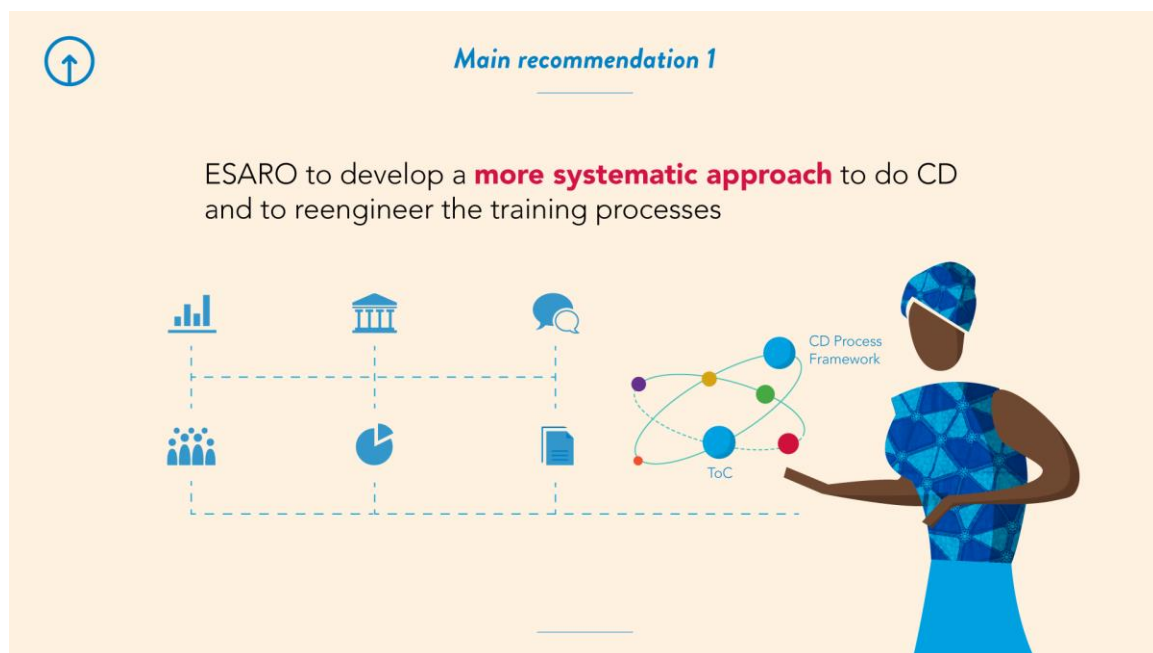 Main recommendation 1
ESARO to develop a more systematic approach to do CD
and to reengineer the training processes
CD Process
Framework
ToC